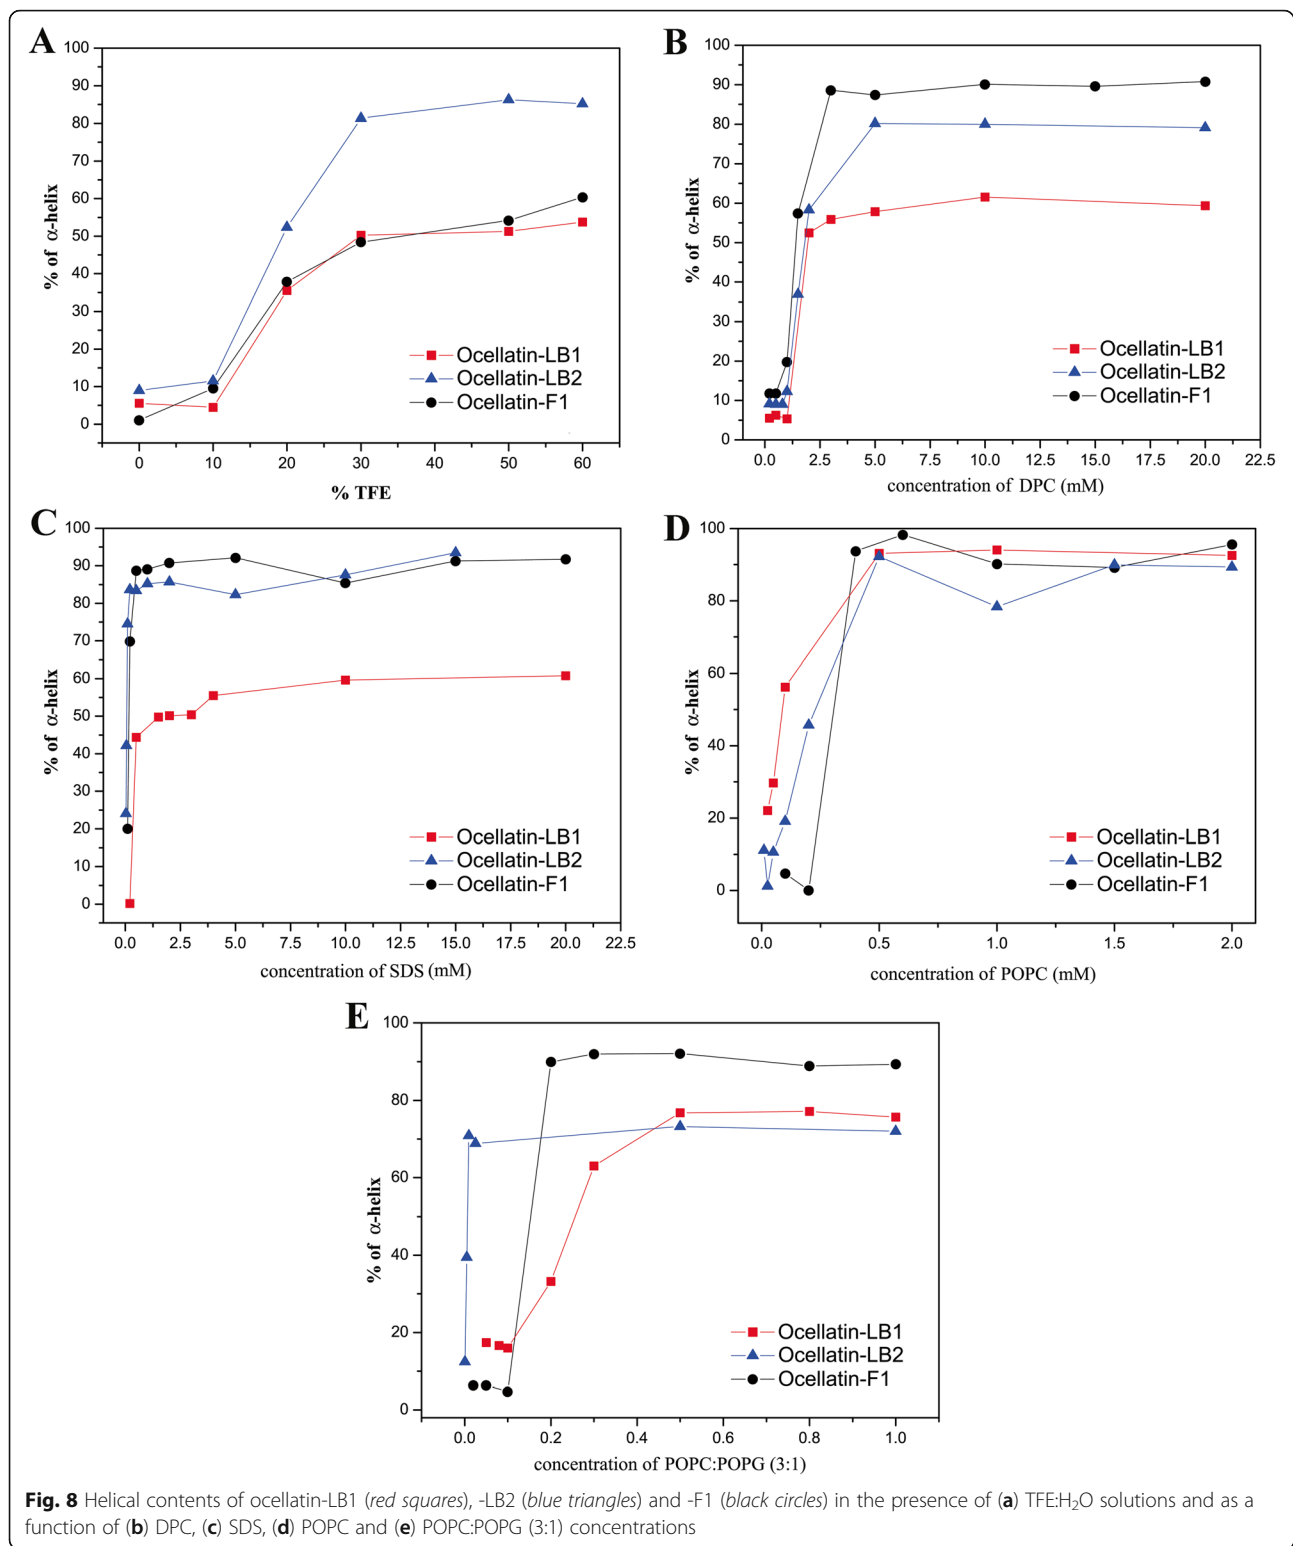 A
100
90
80
70
60
50
40
30
20
10
0
% of α-helix
Ocellatin-LB1
Ocellatin-LB2
Ocellatin-F1
0 10 20 30 40 50 60
% TFE
B
100
90
80
70
60
50
40
30
20
10
0
% of α-helix
Ocellatin-LB1
Ocellatin-LB2
Ocellatin-F1
0.0 2.5 5.0 7.5 10.0 12.5 15.0 17.5 20.0 22.5
concentration of DPC (mM)
C
100
90
80
70
60
50
40
30
20
10
0
% of α-helix
Ocellatin-LB1
Ocellatin-LB2
Ocellatin-F1
0.0 2.5 5.0 7.5 10.0 12.5 15.0 17.5 20.0 22.5
concentration of SDS (mM)
D
100
80
60
40
20
0
% of α-helix
Ocellatin-LB1
Ocellatin-LB2
Ocellatin-F1
0.0 0.5 1.0 1.5 2.0
concentration of POPC (mM)
E
100
80
60
40
20
0
% of α-helix
Ocellatin-LB1
Ocellatin-LB2
Ocellatin-F1
0.0 0.2 0.4 0.6 0.8 1.0
concentration of POPC:POPG (3:1)
Fig. 8 Helical contents of ocellatin-LB1 (red squares), -LB2 (blue triangles) and -F1 (black circles) in the presence of (a) TFE:H₂O solutions and as a
function of (b) DPC, (c) SDS, (d) POPC and (e) POPC:POPG (3:1) concentrations